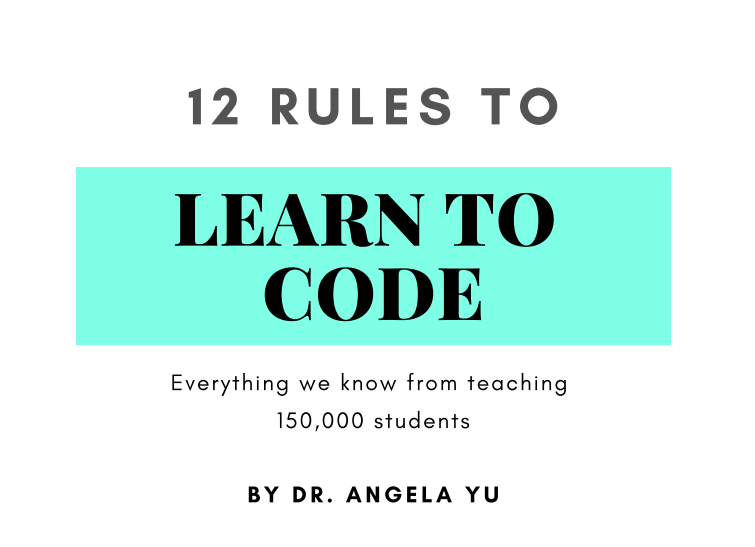 12 RULES TO
LEARN TO
CODE
Everything we know from teaching
150,000 students
BY DR. ANGELA YU